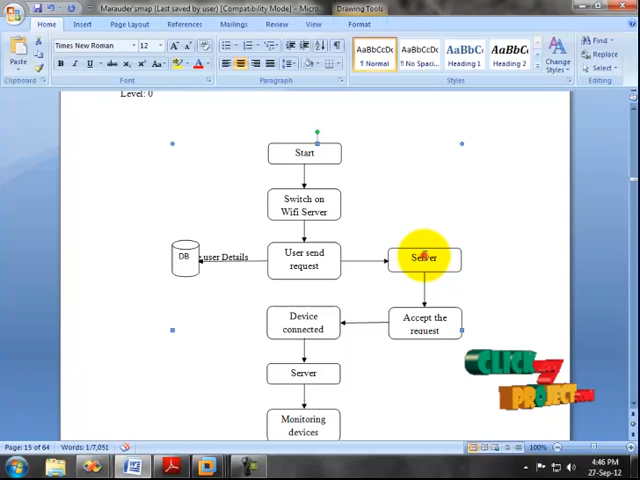 Marauder'smap (Last saved by user) [Compatibility Mode] - Micro...
Drawing Tools
Home
Insert
Page Layout
References
Mailings
Review
View
Format
Paste
Times New Roman
12
Clipboard
Font
Paragraph
AaBbCcDc
¶ Normal
AaBbCcDc
¶ No Spaci...
AaBbC
Heading 1
AaBbCc
Heading 2
Change
Styles
Styles
Find
Replace
Select
Editing
Level: 0
Start
Switch on
Wifi Server
User send
request
user Details
DB
Server
Device
connected
Accept the
request
Server
Monitoring
devices
CLICK
PROJECT
Page: 15 of 64
Words: 1/7,051
100%
4:46 PM
27-Sep-12